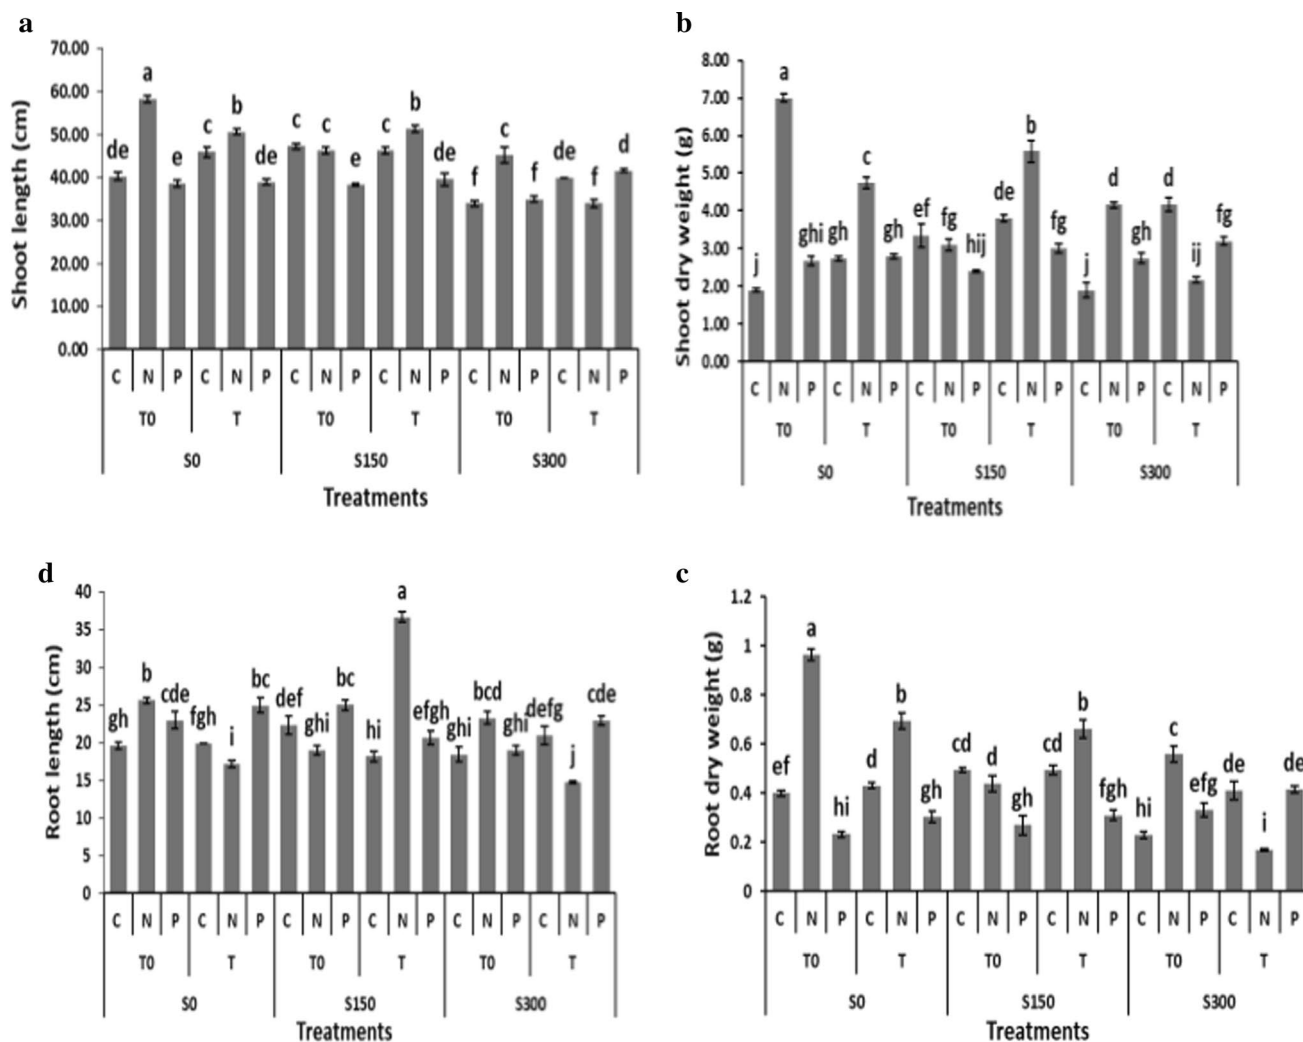 a
Shoot length (cm)
70.00
60.00
50.00
40.00
30.00
20.00
10.00
0.00
de a e c b de c c e c b de f c f de f d
C N P C N P C N P C N P C N P C N P
T0 T T0 T T0 T
S0 S150 S300
Treatments
b
Shoot dry weight (g)
8.00
7.00
6.00
5.00
4.00
3.00
2.00
1.00
0.00
j a ghi gh c gh ef fg hij de b fg j d gh d ij fg
C N P C N P C N P C N P C N P C N P
T0 T T0 T T0 T
S0 S150 S300
Treatments
d
Root length (cm)
40
35
30
25
20
15
10
5
0
gh b cde fgh i bc def ghi bc hi a efgh ghi bcd ghi defg j cde
C N P C N P C N P C N P C N P C N P
T0 T T0 T T0 T
S0 S150 S300
Treatments
c
Root dry weight (g)
1.2
1
0.8
0.6
0.4
0.2
0
ef a hi d b gh cd d gh cd b fgh hi c efg de i de
C N P C N P C N P C N P C N P C N P
T0 T T0 T T0 T
S0 S150 S300
Treatments